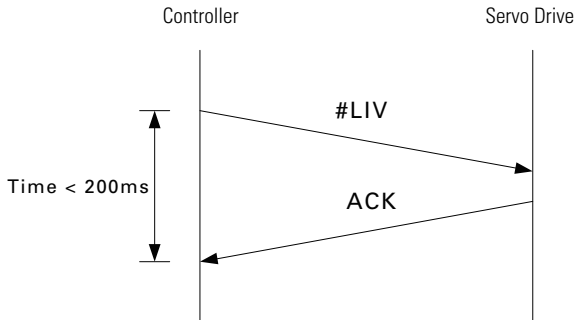 Controller
Servo Drive
#LIV
Time < 200ms
ACK